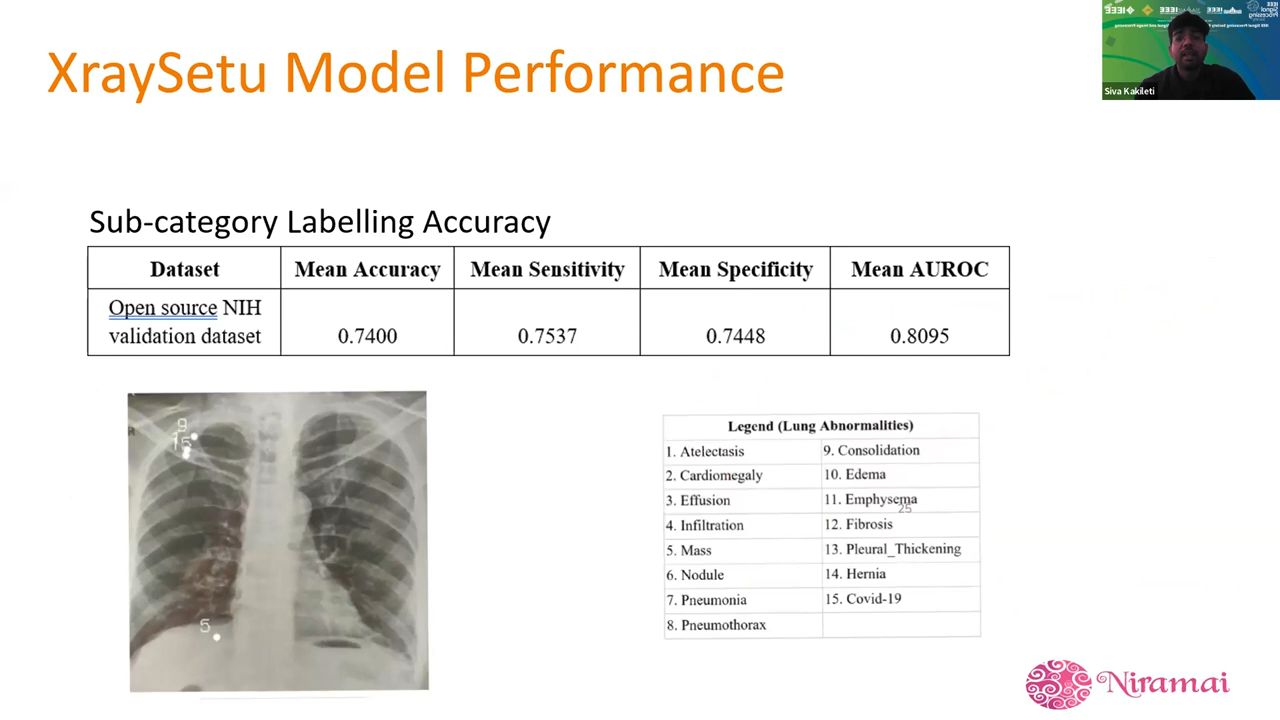 XraySetu Model Performance
Siva Kakileti
Sub-category Labelling Accuracy
Dataset Mean Accuracy Mean Sensitivity Mean Specificity Mean AUROC
Open source NIH
validation dataset 0.7400 0.7537 0.7448 0.8095
9
15
5
R
Legend (Lung Abnormalities)
1. Atelectasis 9. Consolidation
2. Cardiomegaly 10. Edema
3. Effusion 11. Emphysema
25
4. Infiltration 12. Fibrosis
5. Mass 13. Pleural_Thickening
6. Nodule 14. Hernia
7. Pneumonia 15. Covid-19
8. Pneumothorax
Niramai